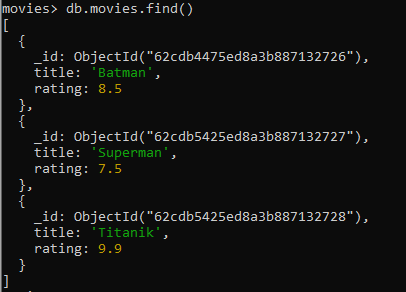 movies> db.movies.find()
[
  {
    _id: ObjectId("62cdb4475ed8a3b887132726"),
    title: 'Batman',
    rating: 8.5
  },
  {
    _id: ObjectId("62cdb5425ed8a3b887132727"),
    title: 'Superman',
    rating: 7.5
  },
  {
    _id: ObjectId("62cdb5425ed8a3b887132728"),
    title: 'Titanik',
    rating: 9.9
  }
]